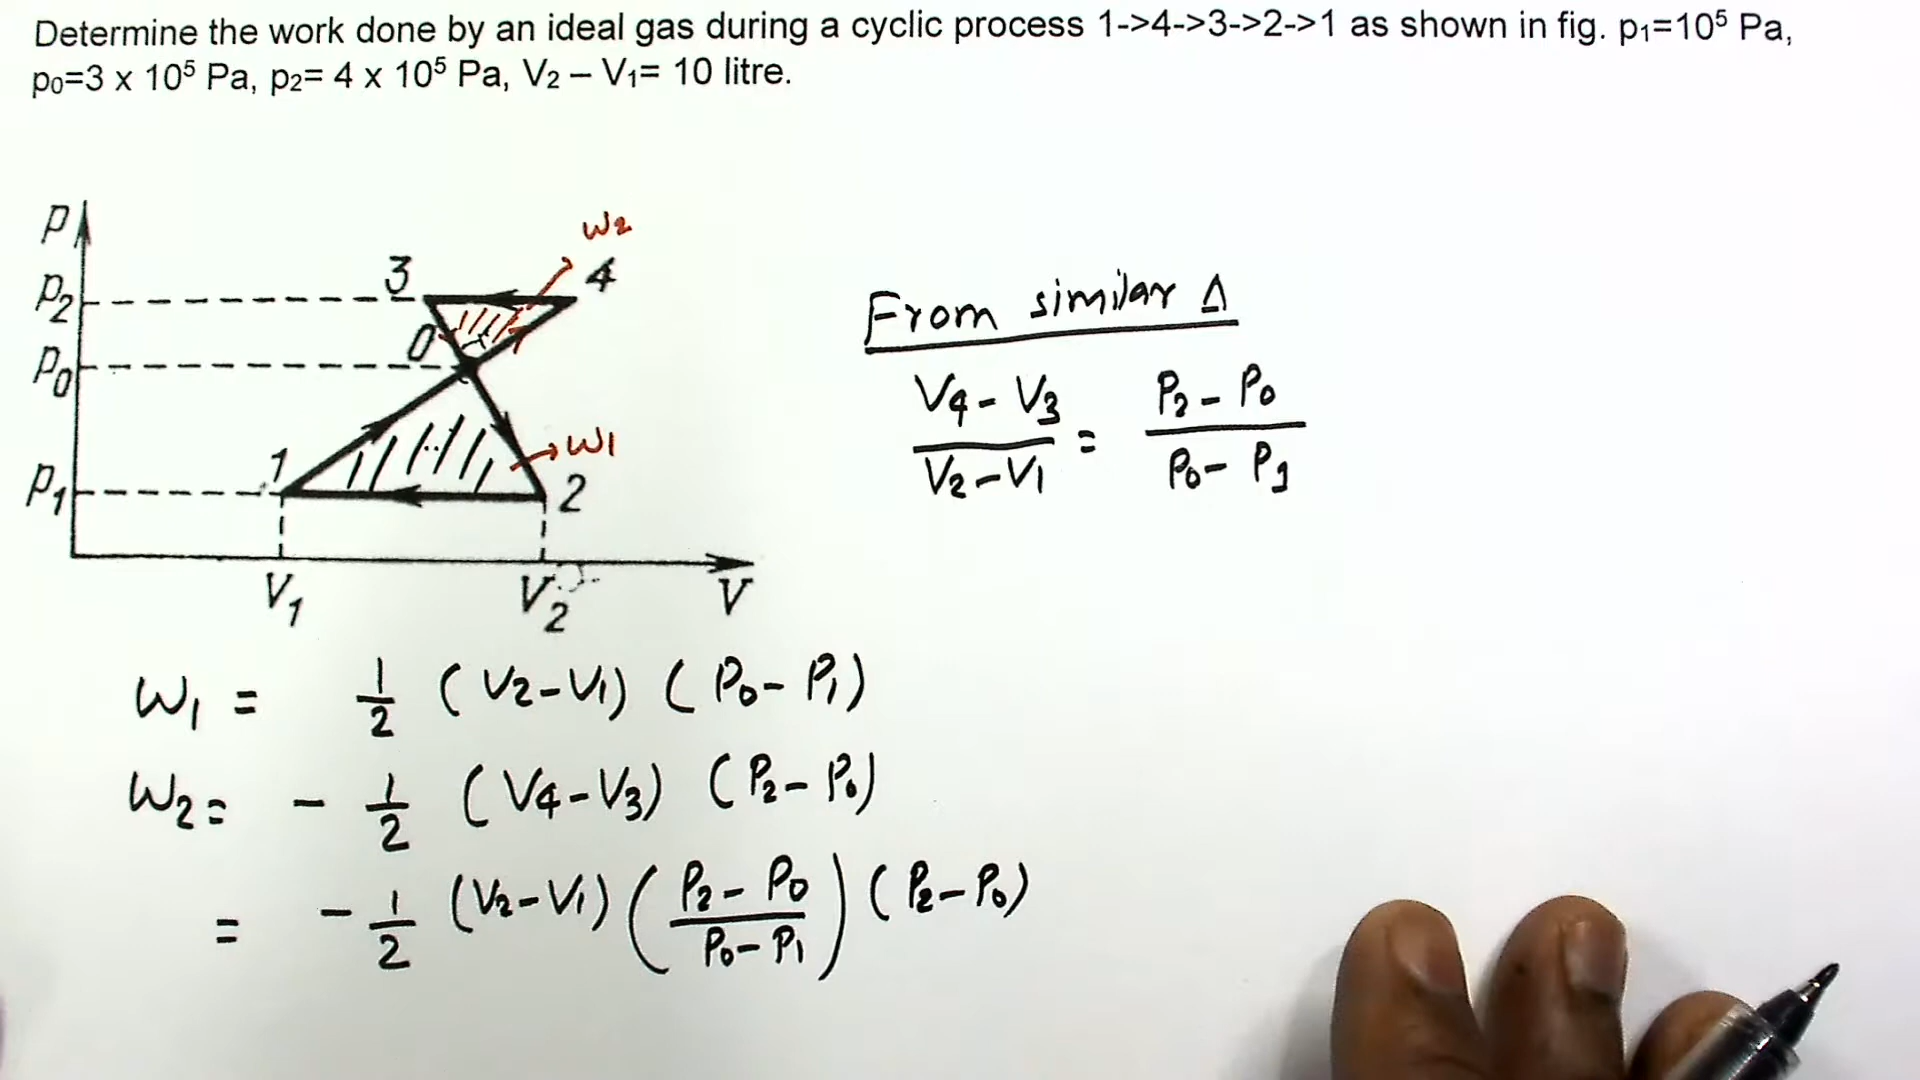 Determine the work done by an ideal gas during a cyclic process 1->4->3->2->1 as shown in fig. p₁=10⁵ Pa,
p₀=3 x 10⁵ Pa, p₂= 4 x 10⁵ Pa, V₂ – V₁= 10 litre.
P
W₂
3
4
P₂
0
P₀
W₁
1
2
P₁
V₁
V₂
V
From similar Δ
(V₄ - V₃)/(V₂ - V₁) = (P₂ - P₀)/(P₀ - P₁)
W₁ = 1/2 (V₂ - V₁) (P₀ - P₁)
W₂ = - 1/2 (V₄ - V₃) (P₂ - P₀)
= - 1/2 (V₂ - V₁) ((P₂ - P₀)/(P₀ - P₁)) (P₂ - P₀)